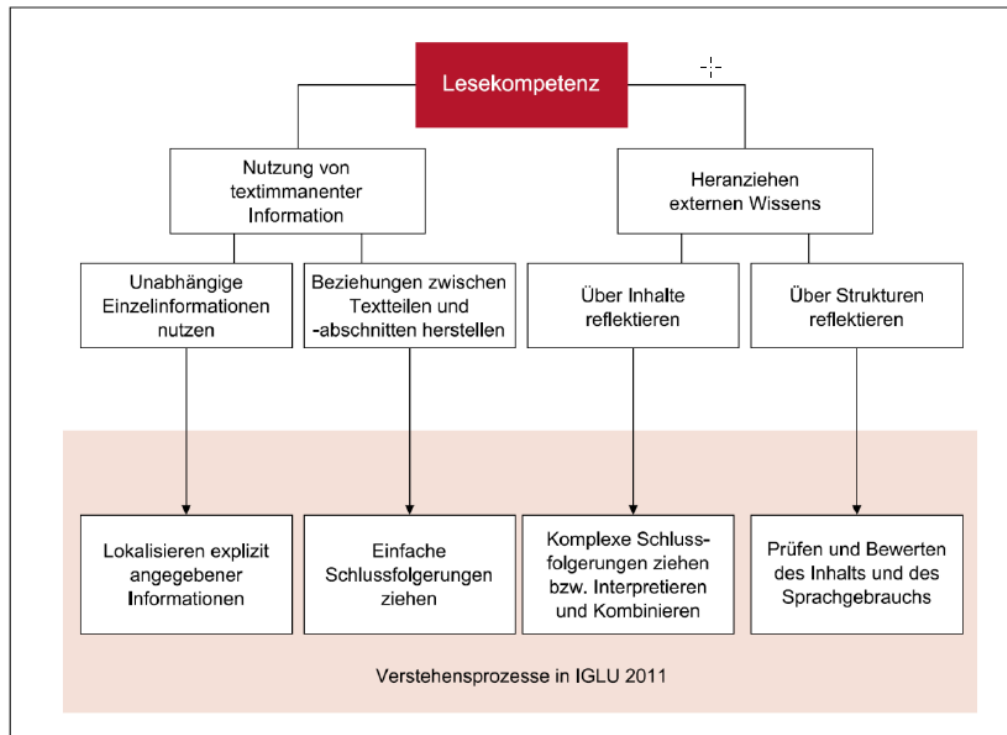 Lesekompetenz
Nutzung von
textimmanenter
Information
Heranziehen
externen Wissens
Unabhängige
Einzelinformationen
nutzen
Beziehungen zwischen
Textteilen und
-abschnitten herstellen
Über Inhalte
reflektieren
Über Strukturen
reflektieren
Lokalisieren explizit
angegebener
Informationen
Einfache
Schlussfolgerungen
ziehen
Komplexe Schluss-
folgerungen ziehen
bzw. Interpretieren
und Kombinieren
Prüfen und Bewerten
des Inhalts und des
Sprachgebrauchs
Verstehensprozesse in IGLU 2011